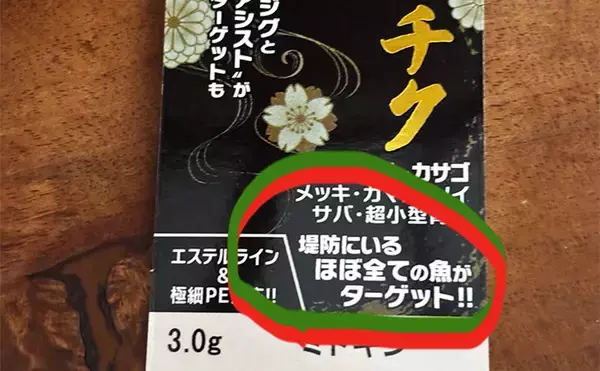 ジグと
アシスト"が
ターゲットも
チク
カサゴ
メッキ・カマ
サバ・超小型
堤防にいる
ほぼ全ての魚が
ターゲット!!
エステルライン
&
極細PE
3.0g